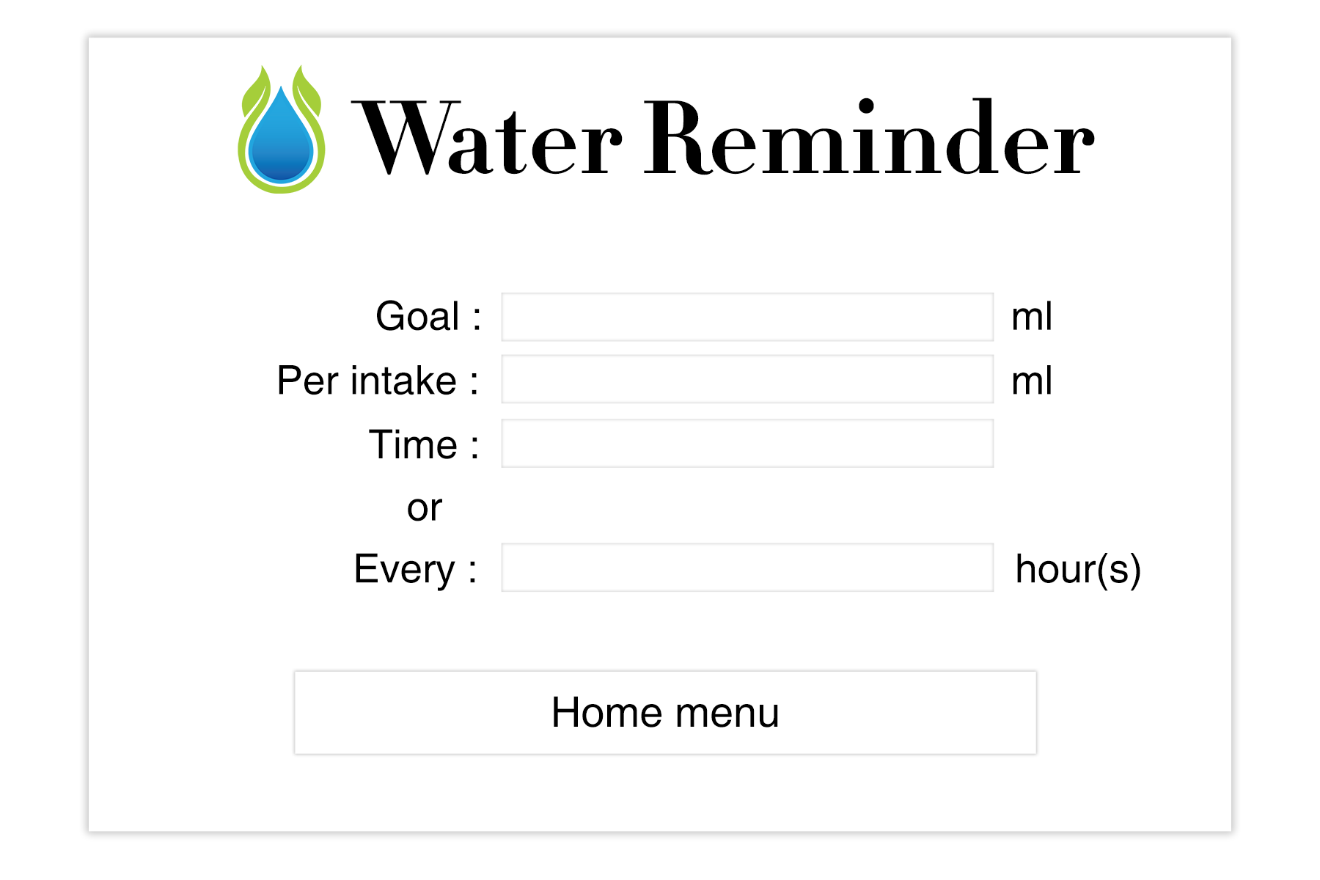 Water Reminder
Goal : ml
Per intake : ml
Time :
or
Every : hour(s)
Home menu